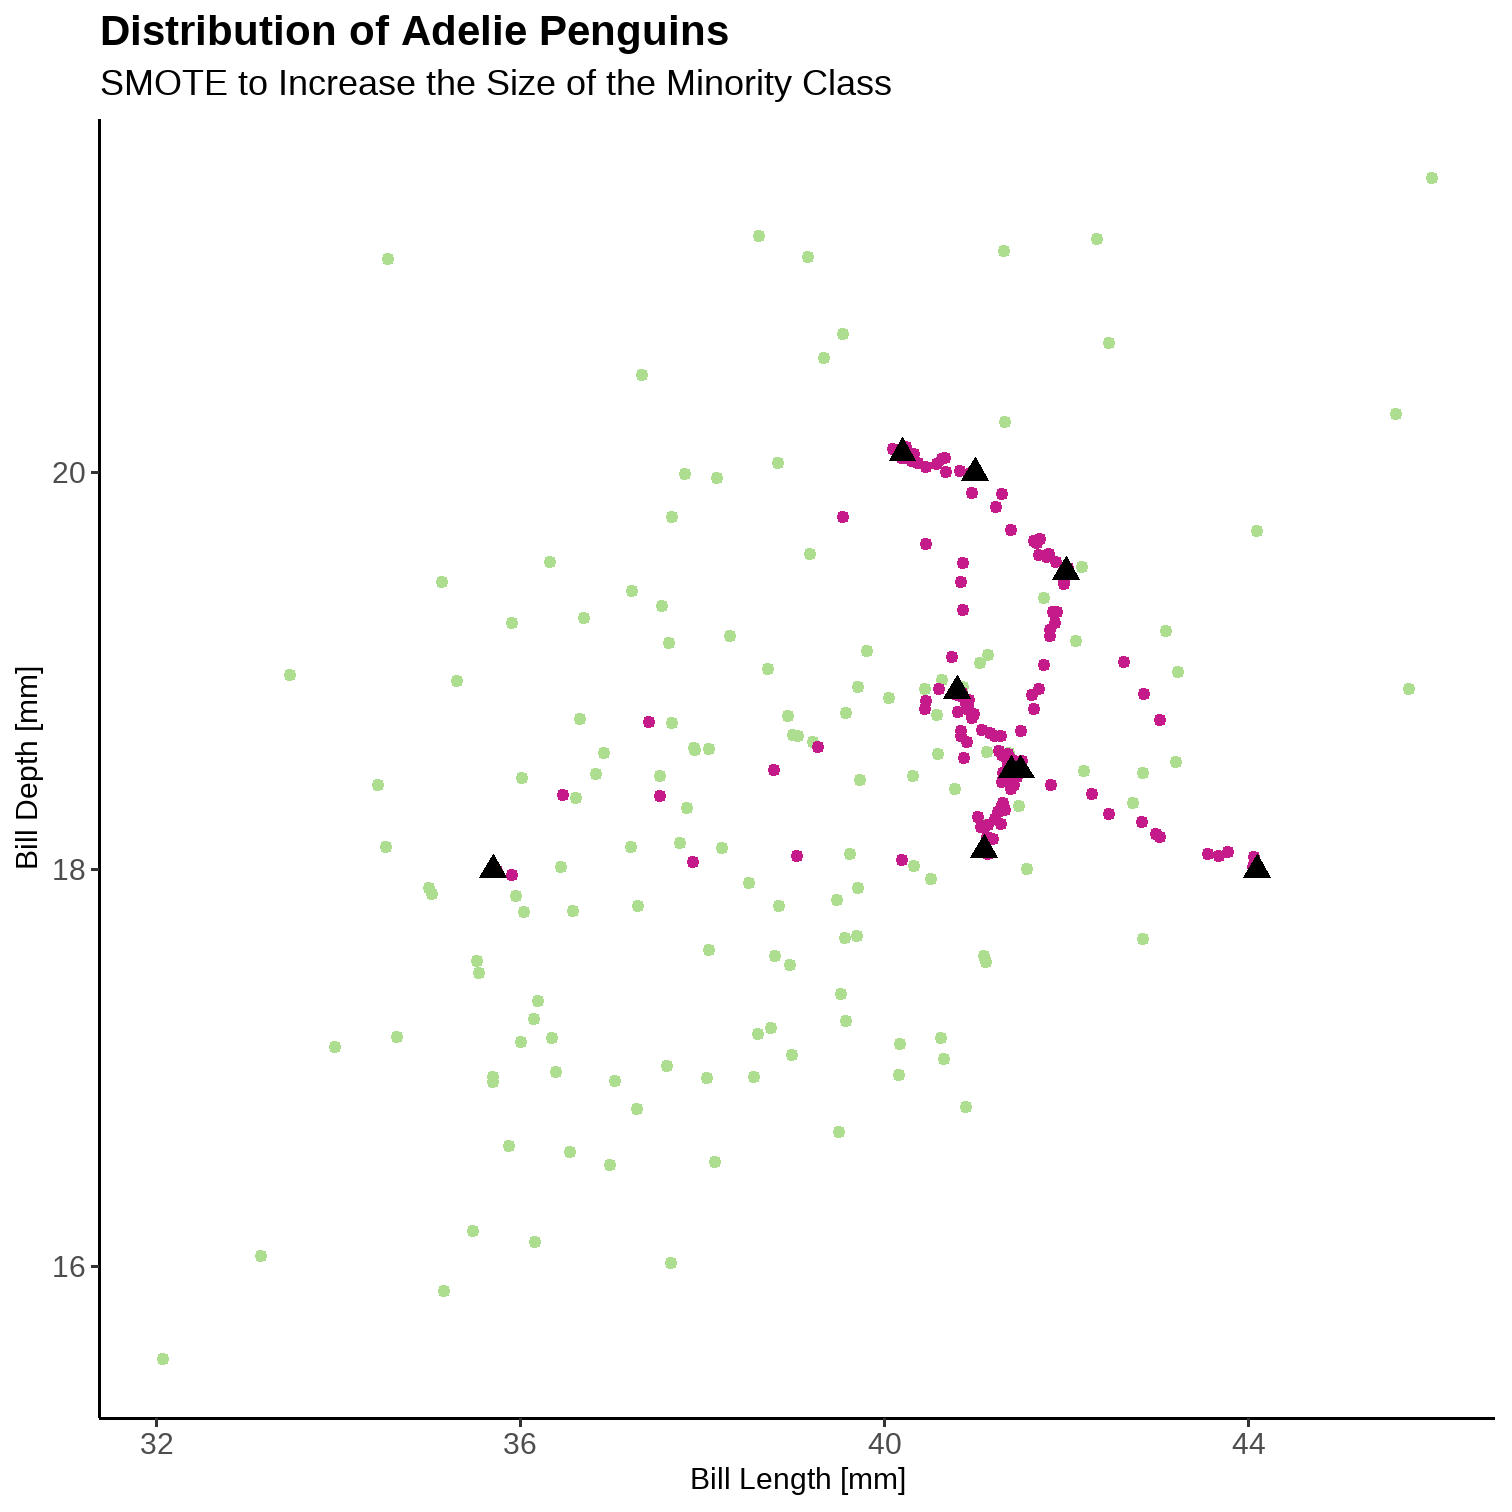 Distribution of Adelie Penguins
SMOTE to Increase the Size of the Minority Class
Bill Depth [mm]
20
18
16
32 36 40 44
Bill Length [mm]